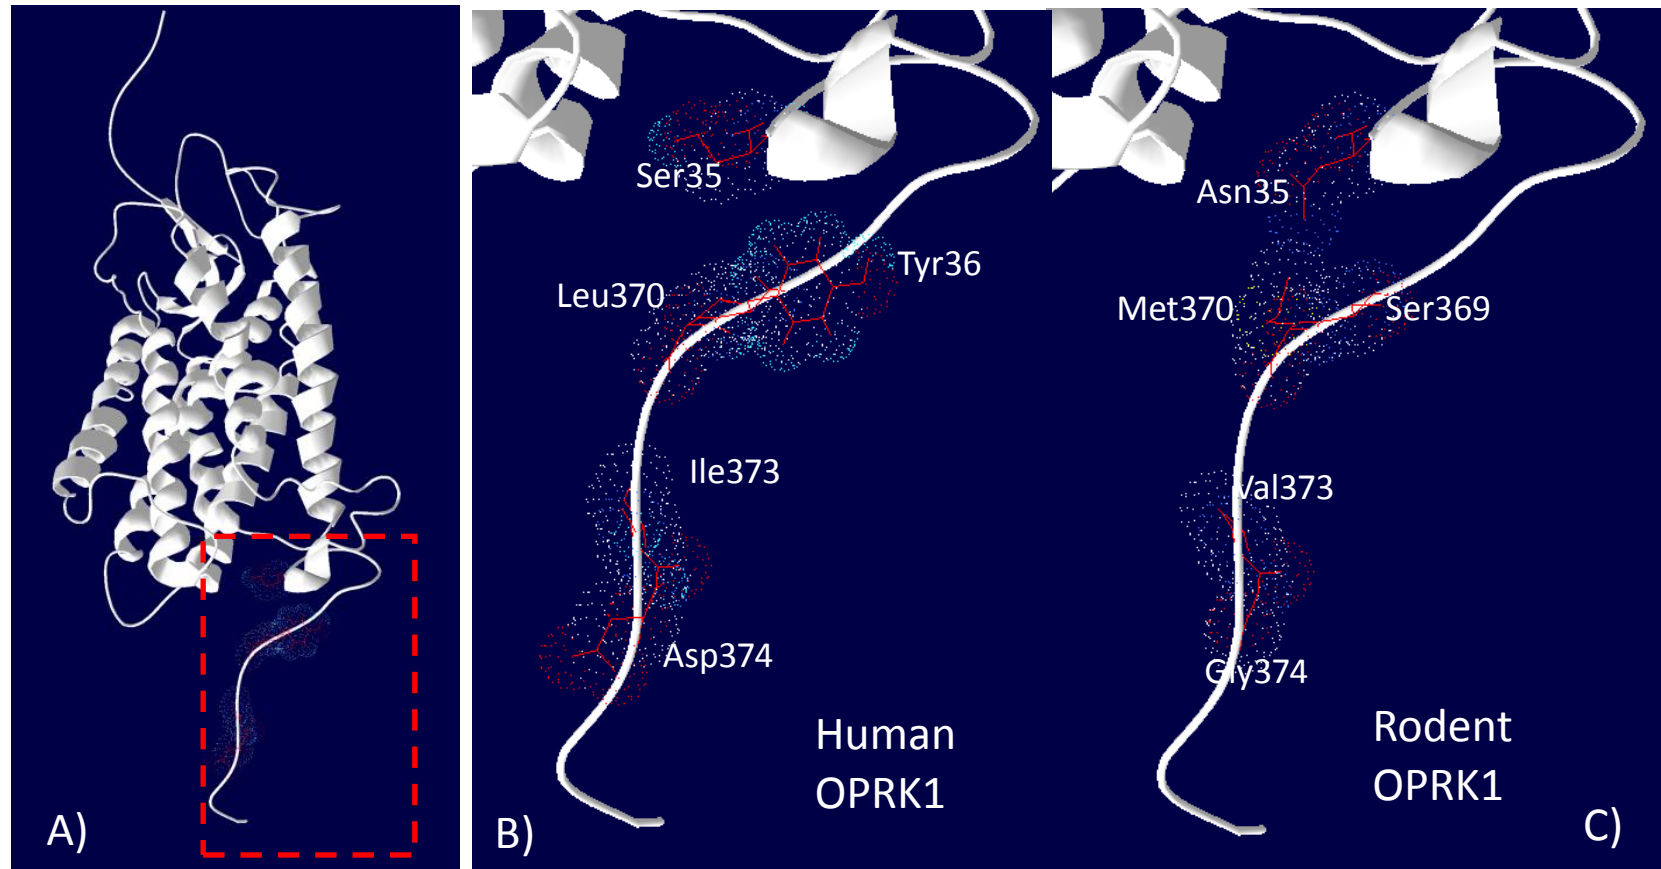 A)
Ser35
Tyr36
Leu370
Ile373
Asp374
Human
OPRK1
B)
Asn35
Met370
Ser369
Val373
Gly374
Rodent
OPRK1
C)